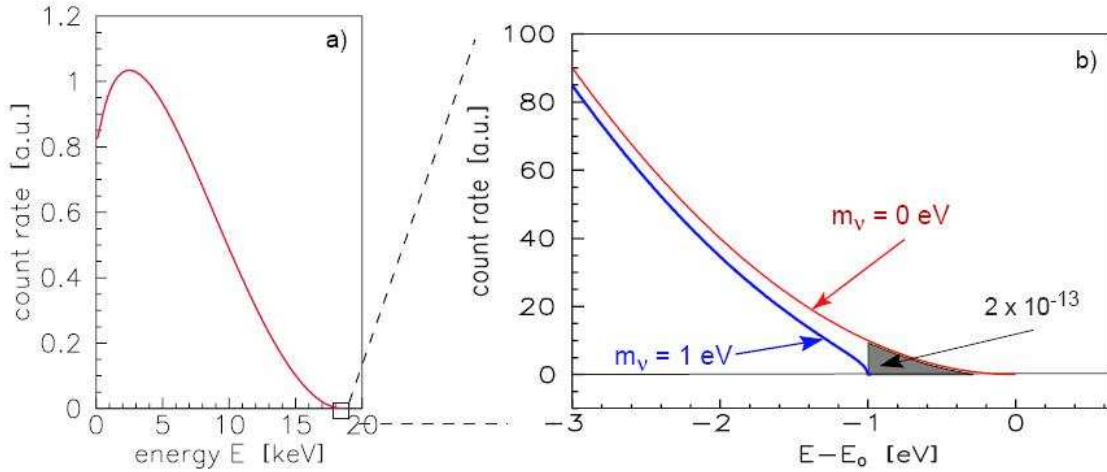 a)
1.2
1
0.8
0.6
0.4
0.2
0
count rate [a.u.]
0 5 10 15 20
energy E [keV]
b)
100
80
60
40
20
0
count rate [a.u.]
mν = 0 eV
2 x 10-13
mν = 1 eV
−3 −2 −1 0
E−Eo [eV]